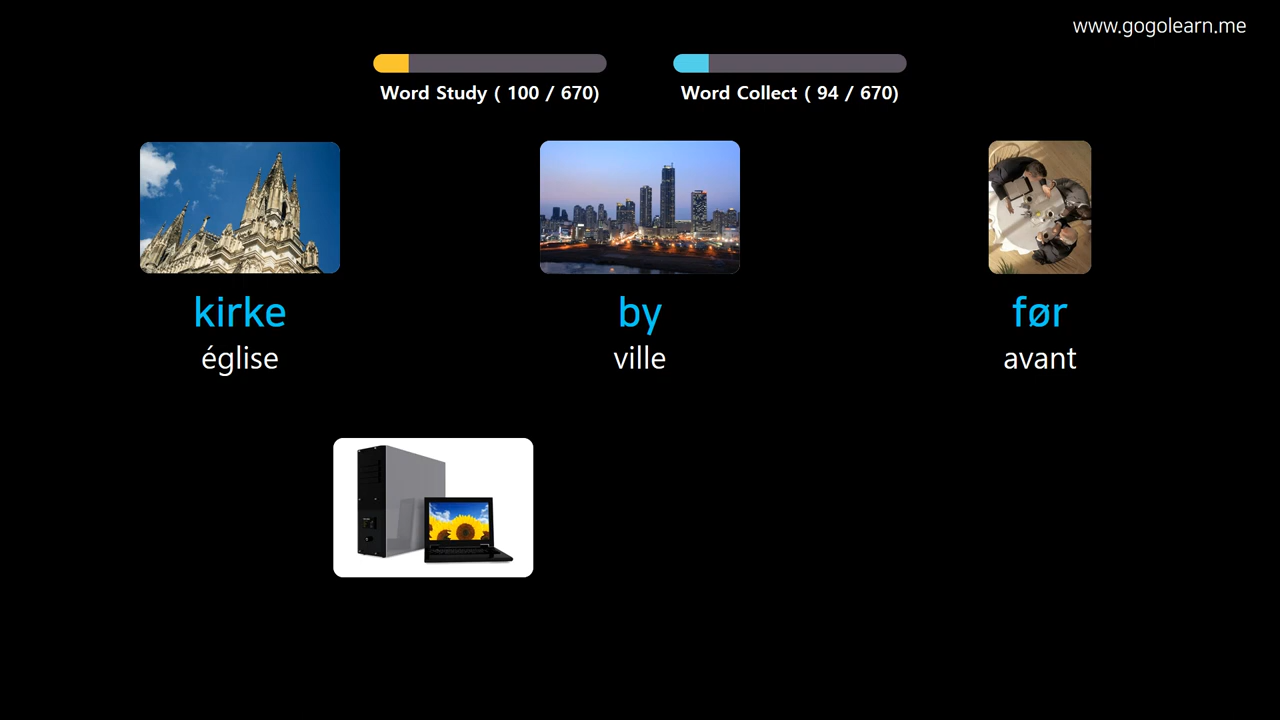 www.gogolearn.me
Word Study ( 100 / 670)
Word Collect ( 94 / 670)
kirke
église
by
ville
før
avant